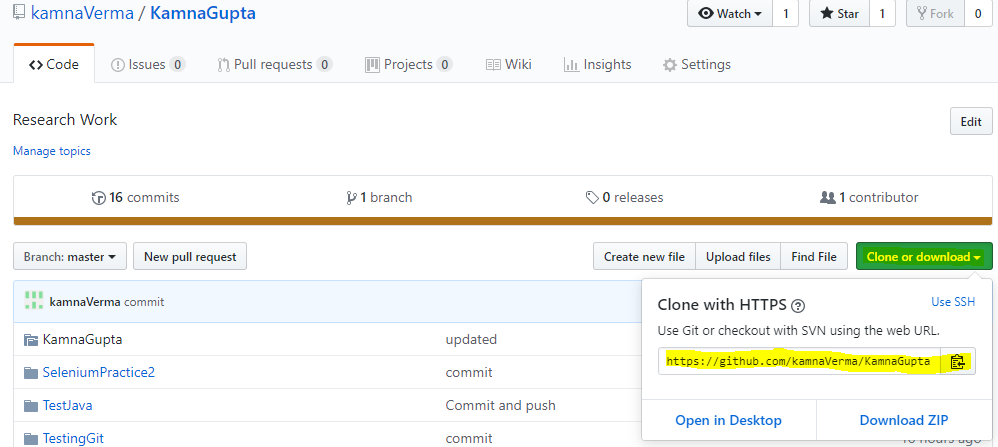 kamnaVerma / KamnaGupta
Watch 1 Star 1 Fork 0
Code Issues 0 Pull requests 0 Projects 0 Wiki Insights Settings
Research Work
Edit
Manage topics
16 commits 1 branch 0 releases 1 contributor
Branch: master New pull request Create new file Upload files Find File Clone or download
kamnaVerma commit
KamnaGupta updated
SeleniumPractice2 commit
TestJava Commit and push
TestingGit commit
Clone with HTTPS ? Use SSH
Use Git or checkout with SVN using the web URL.
https://github.com/kamnaVerma/KamnaGupta
Open in Desktop Download ZIP